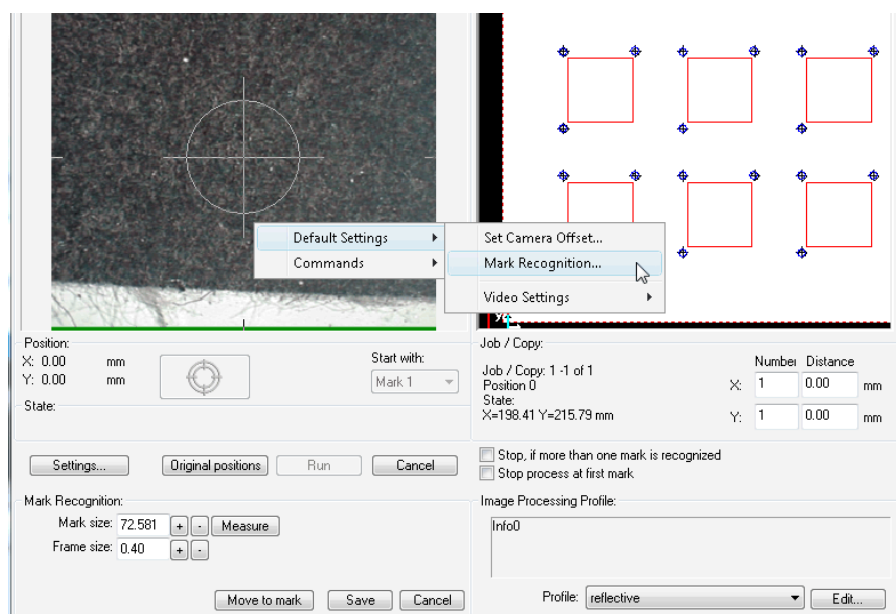 Default Settings
Commands
Set Camera Offset...
Mark Recognition...
Video Settings
Position:
X: 0.00 mm
Y: 0.00 mm
Start with:
Mark 1
State:
Settings...
Original positions
Run
Cancel
Mark Recognition:
Mark size: 72.581 + - Measure
Frame size: 0.40 + -
Move to mark
Save
Cancel
Job / Copy:
Job / Copy: 1 -1 of 1
Position 0
State:
X=198.41 Y=215.79 mm
Number Distance
X: 1 0.00 mm
Y: 1 0.00 mm
Stop, if more than one mark is recognized
Stop process at first mark
Image Processing Profile:
Info0
Profile: reflective
Edit...